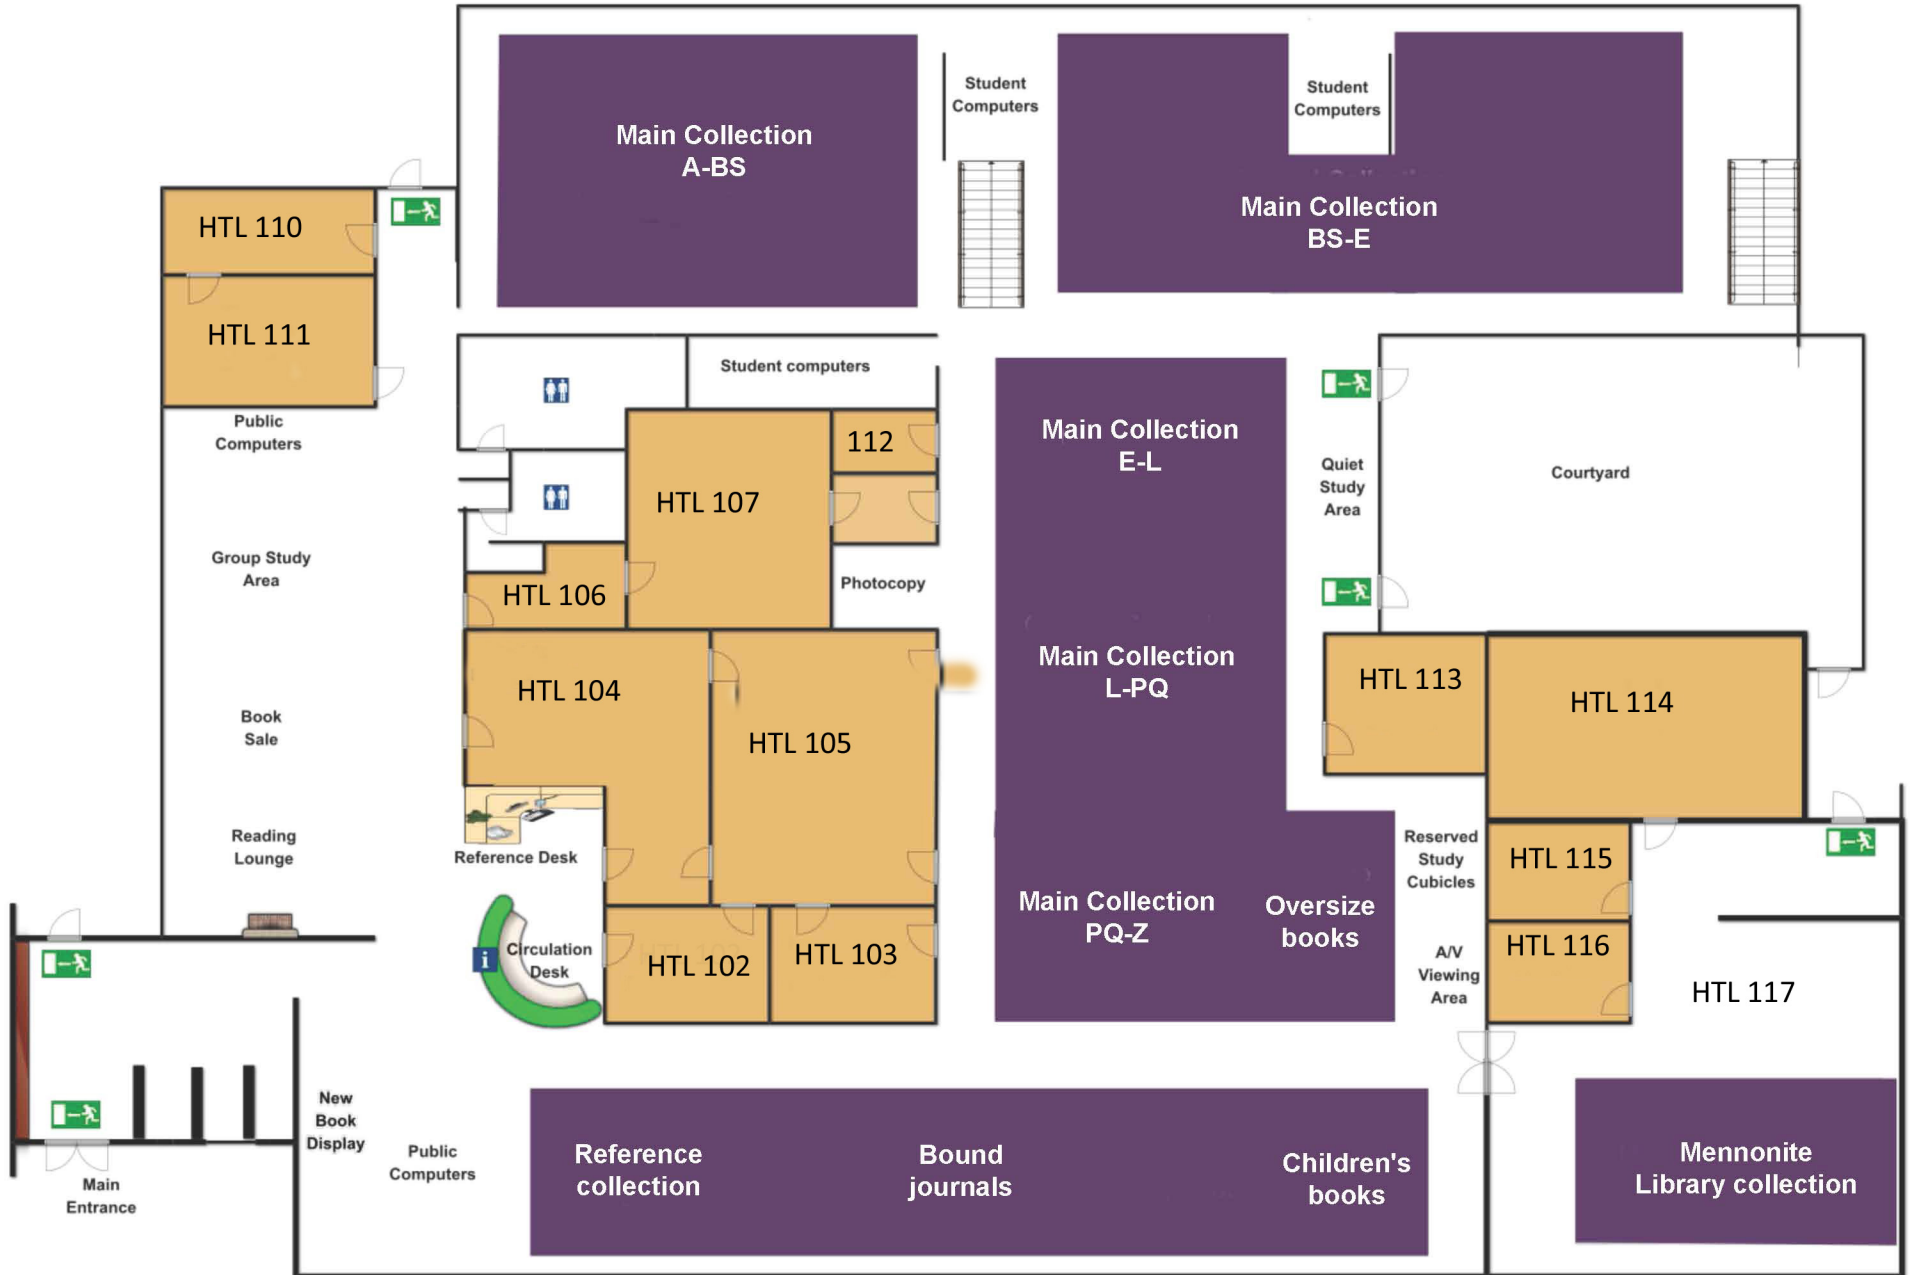 Student
Computers
Student
Computers
Main Collection
A-BS
Main Collection
BS-E
HTL 110
HTL 111
Public
Computers
Student computers
112
HTL 107
Main Collection
E-L
Quiet
Study
Area
Courtyard
Group Study
Area
HTL 106
Photocopy
HTL 104
HTL 105
Main Collection
L-PQ
HTL 113
HTL 114
Book
Sale
Reading
Lounge
Reference Desk
Reserved
Study
Cubicles
HTL 115
Main Collection
PQ-Z
Oversize
books
i
Circulation
Desk
HTL 102
HTL 103
A/V
Viewing
Area
HTL 116
HTL 117
New
Book
Display
Public
Computers
Main
Entrance
Reference
collection
Bound
journals
Children's
books
Mennonite
Library collection